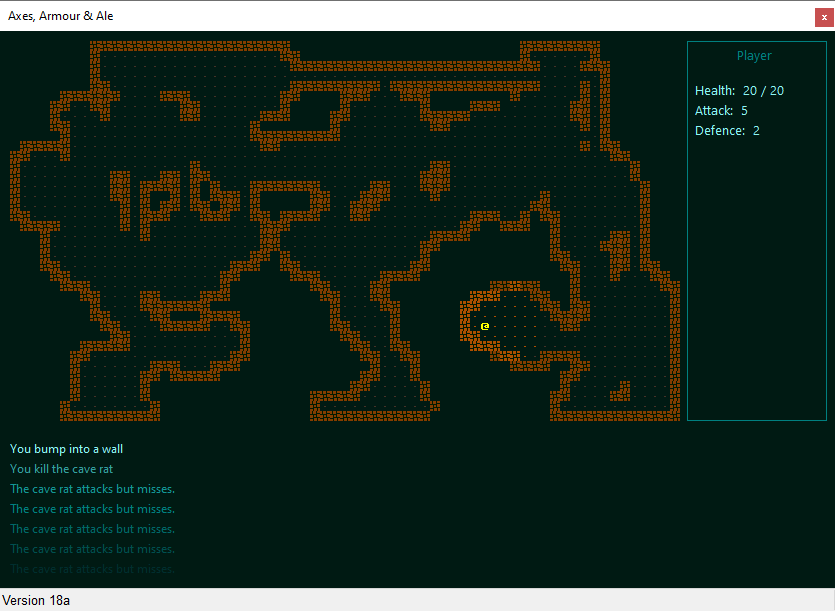 Axes, Armour & Ale
x
Player
Health: 20 / 20
Attack: 5
Defence: 2
@
You bump into a wall
You kill the cave rat
The cave rat attacks but misses.
The cave rat attacks but misses.
The cave rat attacks but misses.
The cave rat attacks but misses.
The cave rat attacks but misses.
Version 18a